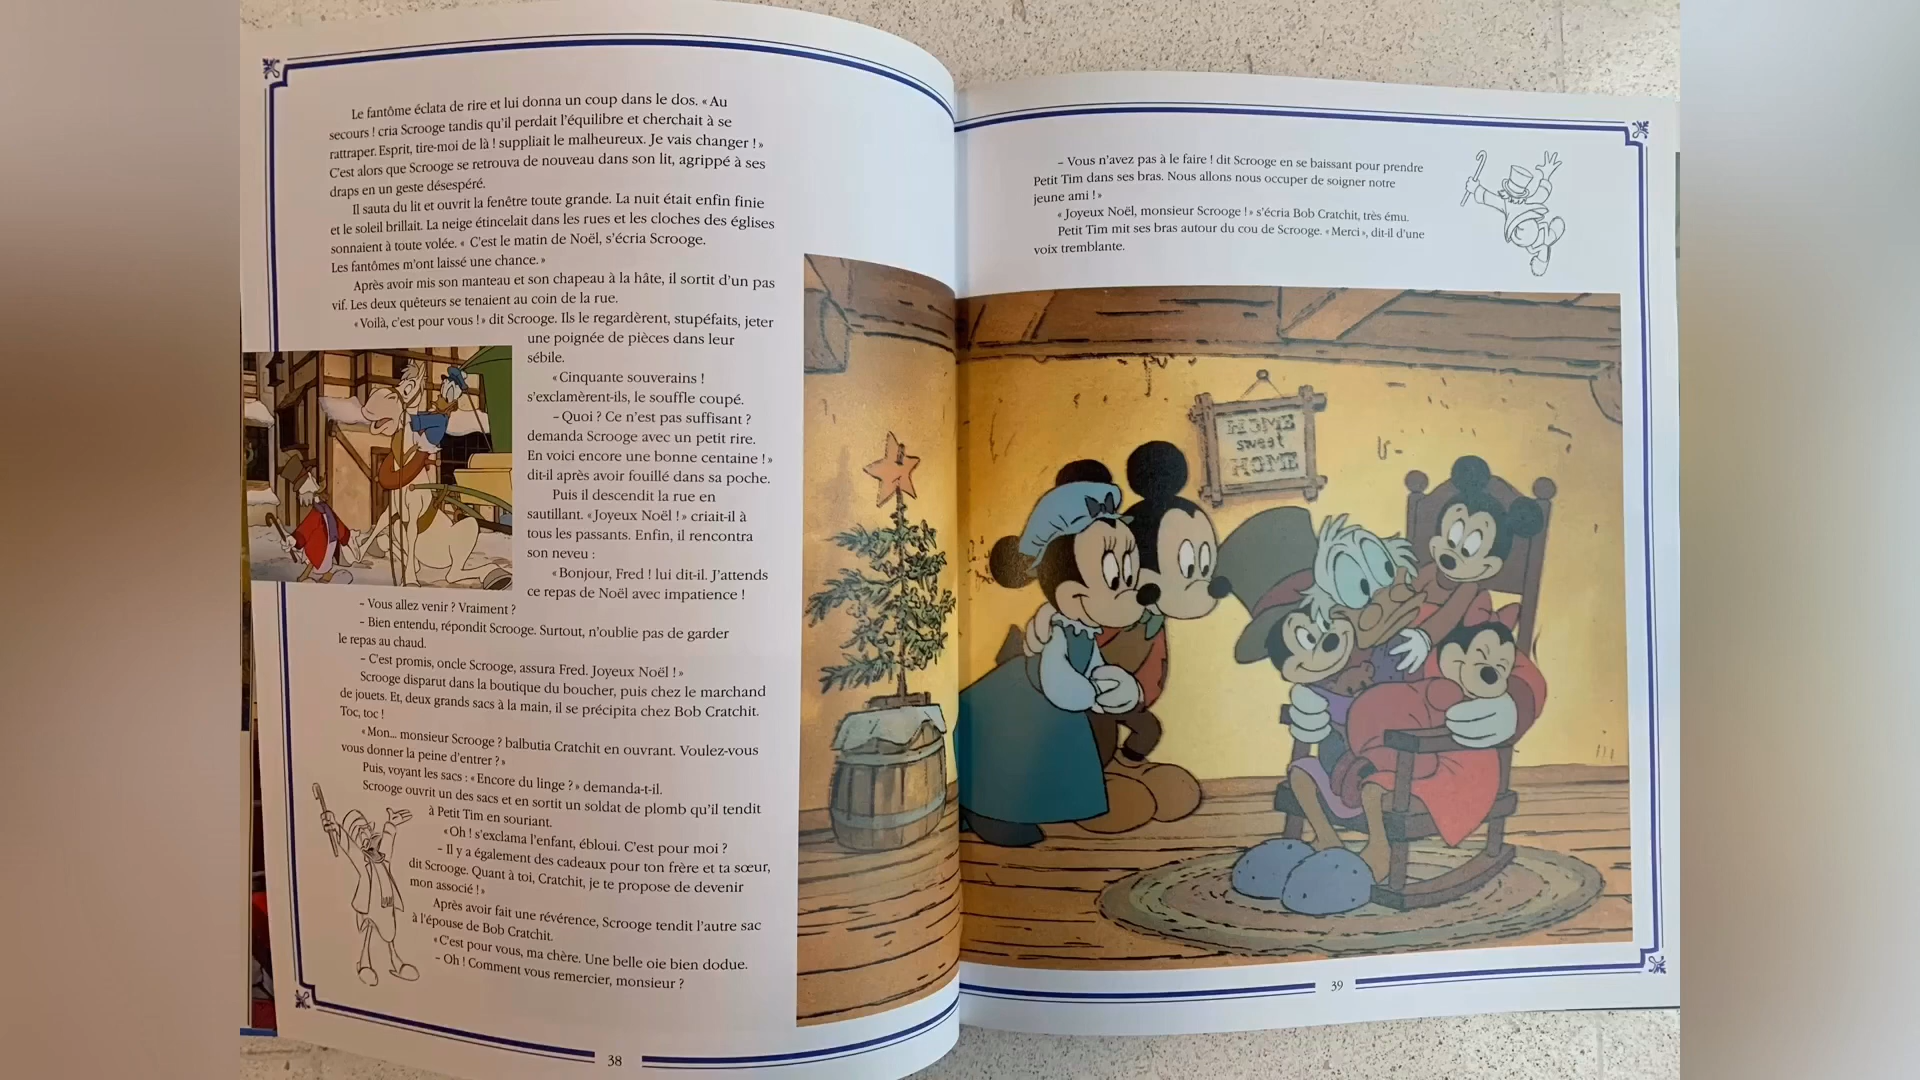 Le fantôme éclata de rire et lui donna un coup dans le dos. « Au
secours ! cria Scrooge tandis qu'il perdait l'équilibre et cherchait à se
rattraper. Esprit, tire-moi de là ! suppliait le malheureux. Je vais changer ! »
C'est alors que Scrooge se retrouva de nouveau dans son lit, agrippé à ses
draps en un geste désespéré.
Il sauta du lit et ouvrit la fenêtre toute grande. La nuit était enfin finie
et le soleil brillait. La neige étincelait dans les rues et les cloches des églises
sonnaient à toute volée. « C'est le matin de Noël, s'écria Scrooge.
Les fantômes m'ont laissé une chance. »
Après avoir mis son manteau et son chapeau à la hâte, il sortit d'un pas
vif. Les deux quêteurs se tenaient au coin de la rue.
« Voilà, c'est pour vous ! » dit Scrooge. Ils le regardèrent, stupéfaits, jeter
une poignée de pièces dans leur
sébile.
« Cinquante souverains !
s'exclamèrent-ils, le souffle coupé.
– Quoi ? Ce n'est pas suffisant ?
demanda Scrooge avec un petit rire.
En voici encore une bonne centaine ! »
dit-il après avoir fouillé dans sa poche.
Puis il descendit la rue en
sautillant. « Joyeux Noël ! » criait-il à
tous les passants. Enfin, il rencontra
son neveu :
« Bonjour, Fred ! lui dit-il. J'attends
ce repas de Noël avec impatience !
– Vous allez venir ? Vraiment ?
– Bien entendu, répondit Scrooge. Surtout, n'oublie pas de garder
le repas au chaud.
– C'est promis, oncle Scrooge, assura Fred. Joyeux Noël ! »
Scrooge disparut dans la boutique du boucher, puis chez le marchand
de jouets. Et, deux grands sacs à la main, il se précipita chez Bob Cratchit.
Toc, toc !
« Mon... monsieur Scrooge ? balbutia Cratchit en ouvrant. Voulez-vous
vous donner la peine d'entrer ? »
Puis, voyant les sacs : « Encore du linge ? » demanda-t-il.
Scrooge ouvrit un des sacs et en sortit un soldat de plomb qu'il tendit
à Petit Tim en souriant.
« Oh ! s'exclama l'enfant, ébloui. C'est pour moi ?
– Il y a également des cadeaux pour ton frère et ta sœur,
dit Scrooge. Quant à toi, Cratchit, je te propose de devenir
mon associé ! »
Après avoir fait une révérence, Scrooge tendit l'autre sac
à l'épouse de Bob Cratchit.
« C'est pour vous, ma chère. Une belle oie bien dodue.
– Oh ! Comment vous remercier, monsieur ?
38
– Vous n'avez pas à le faire ! dit Scrooge en se baissant pour prendre
Petit Tim dans ses bras. Nous allons nous occuper de soigner notre
jeune ami ! »
« Joyeux Noël, monsieur Scrooge ! » s'écria Bob Cratchit, très ému.
Petit Tim mit ses bras autour du cou de Scrooge. « Merci », dit-il d'une
voix tremblante.
HOME
sweet
HOME
39